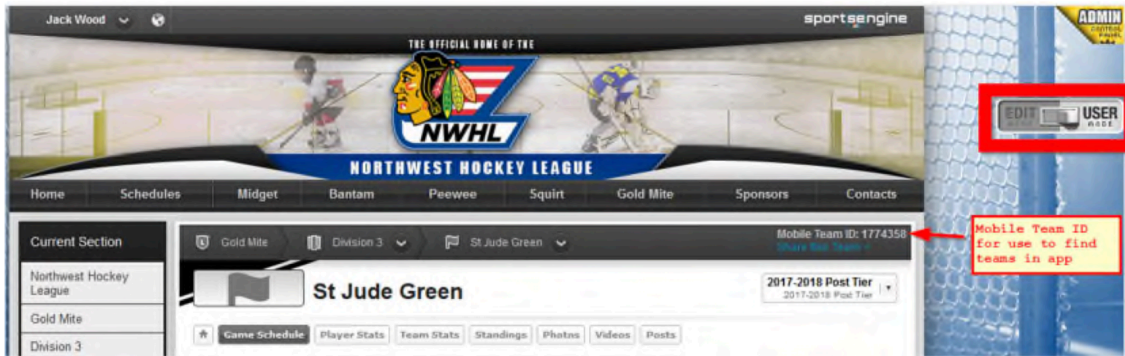 Jack Wood
sportsengine
ADMIN
CONTROL
PANEL
THE OFFICIAL HOME OF THE
NWHL
NORTHWEST HOCKEY LEAGUE
EDIT USER
MODE
Home Schedules Midget Bantam Peewee Squirt Gold Mite Sponsors Contacts
Current Section
Gold Mite Division 3 St Jude Green
Mobile Team ID: 1774358
Share This Team
Mobile Team ID
for use to find
teams in app
Northwest Hockey
League
Gold Mite
Division 3
St Jude Green
2017-2018 Post Tier
2017-2018 Post Tier
Game Schedule Player Stats Team Stats Standings Photos Videos Posts